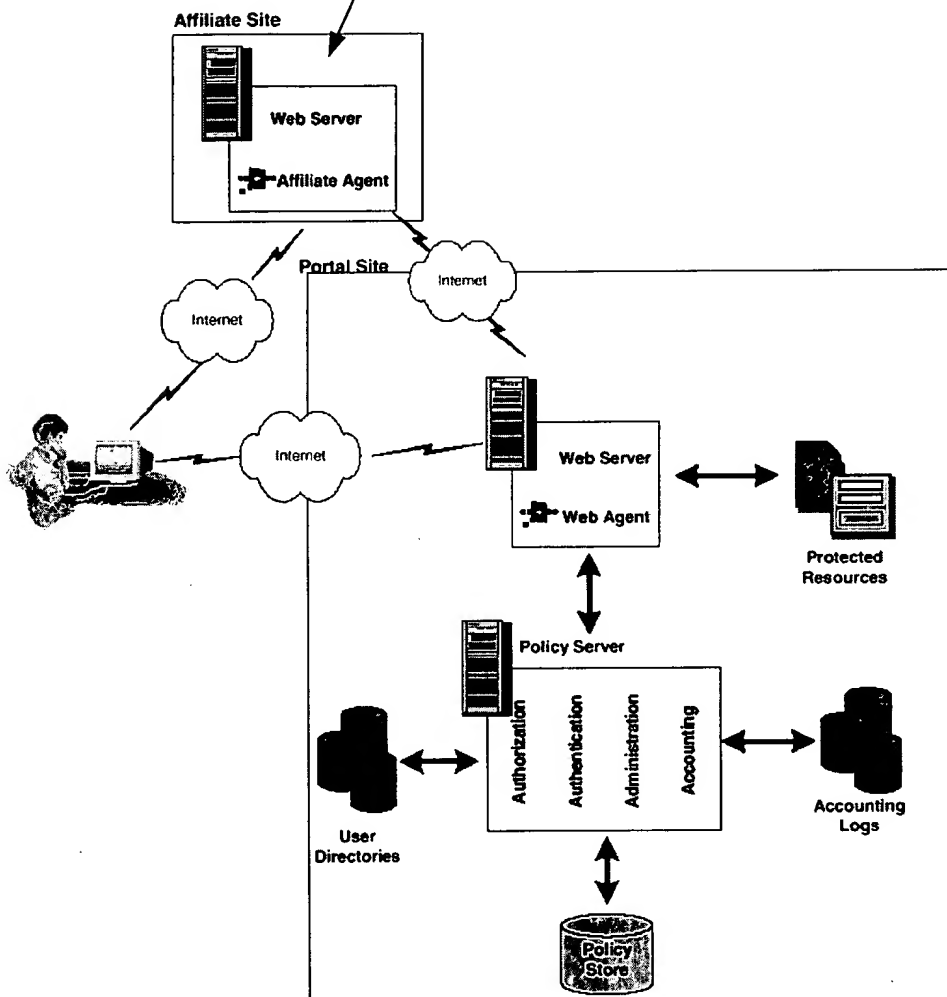 Affiliate Site
Web Server
Affiliate Agent
Portal Site
Internet
Internet
Internet
Web Server
Web Agent
Protected
Resources
Policy Server
Authorization
Authentication
Administration
Accounting
User
Directories
Accounting
Logs
Policy
Store